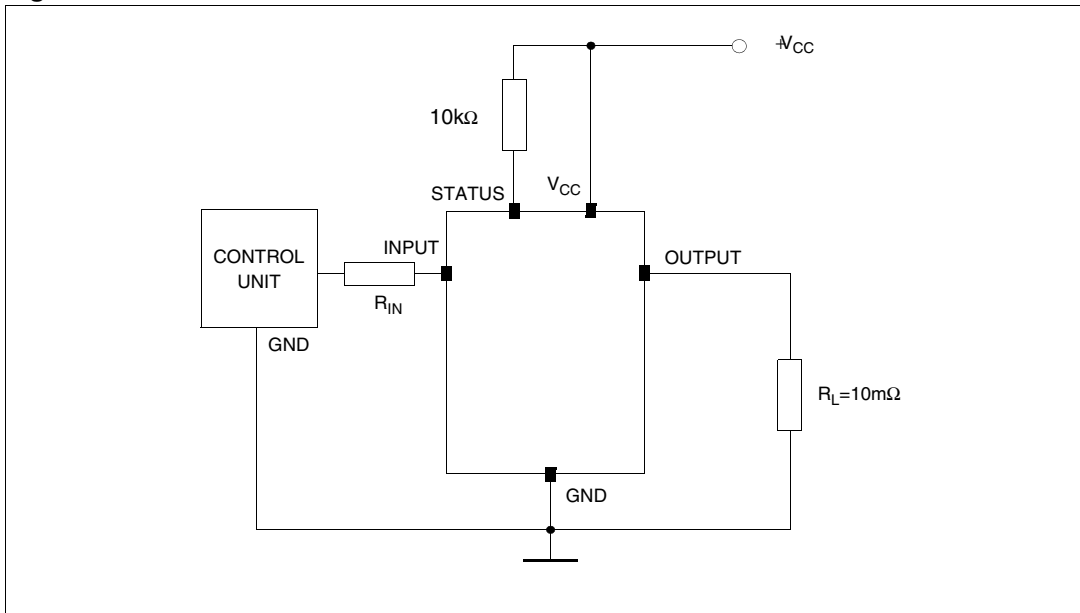 +VCC
10kΩ
STATUS
VCC
INPUT
OUTPUT
CONTROL
UNIT
RIN
GND
RL=10mΩ
GND